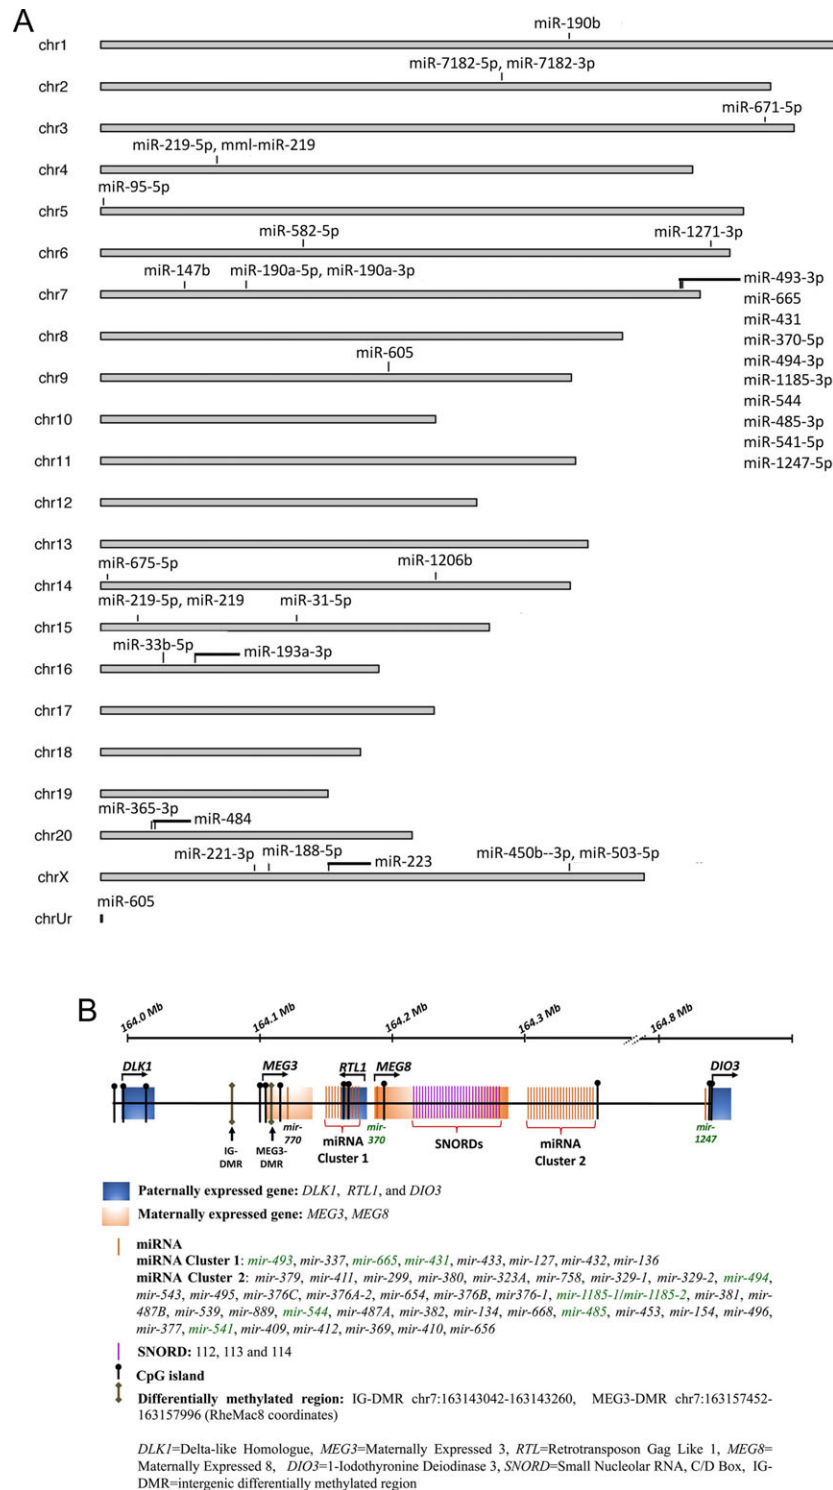 A
miR-190b
chr1
miR-7182-5p, miR-7182-3p
chr2
miR-671-5p
chr3
miR-219-5p, mml-miR-219
chr4
miR-95-5p
chr5
miR-582-5p
miR-1271-3p
chr6
miR-147b
miR-190a-5p, miR-190a-3p
chr7
miR-493-3p
miR-665
miR-431
miR-370-5p
miR-494-3p
miR-1185-3p
miR-544
miR-485-3p
miR-541-5p
miR-1247-5p
chr8
miR-605
chr9
chr10
chr11
chr12
chr13
miR-675-5p
miR-1206b
chr14
miR-219-5p, miR-219
miR-31-5p
chr15
miR-33b-5p
miR-193a-3p
chr16
chr17
chr18
chr19
miR-365-3p
miR-484
chr20
miR-221-3p
miR-188-5p
miR-223
miR-450b--3p, miR-503-5p
chrX
miR-605
chrUr
B
164.0 Mb
164.1 Mb
164.2 Mb
164.3 Mb
164.8 Mb
DLK1
MEG3
RTL1
MEG8
DIO3
IG-
DMR
MEG3-
DMR
mir-
770
miRNA
Cluster 1
mir-
370
SNORDs
miRNA
Cluster 2
mir-
1247
Paternally expressed gene: DLK1, RTL1, and DIO3
Maternally expressed gene: MEG3, MEG8
miRNA
miRNA Cluster 1: mir-493, mir-337, mir-665, mir-431, mir-433, mir-127, mir-432, mir-136
miRNA Cluster 2: mir-379, mir-411, mir-299, mir-380, mir-323A, mir-758, mir-329-1, mir-329-2, mir-494,
mir-543, mir-495, mir-376C, mir-376A-2, mir-654, mir-376B, mir376-1, mir-1185-1/mir-1185-2, mir-381, mir-
487B, mir-539, mir-889, mir-544, mir-487A, mir-382, mir-134, mir-668, mir-485, mir-453, mir-154, mir-496,
mir-377, mir-541, mir-409, mir-412, mir-369, mir-410, mir-656
SNORD: 112, 113 and 114
CpG island
Differentially methylated region: IG-DMR chr7:163143042-163143260, MEG3-DMR chr7:163157452-
163157996 (RheMac8 coordinates)
DLK1=Delta-like Homologue, MEG3=Maternally Expressed 3, RTL=Retrotransposon Gag Like 1, MEG8=
Maternally Expressed 8, DIO3=1-Iodothyronine Deiodinase 3, SNORD=Small Nucleolar RNA, C/D Box, IG-
DMR=intergenic differentially methylated region